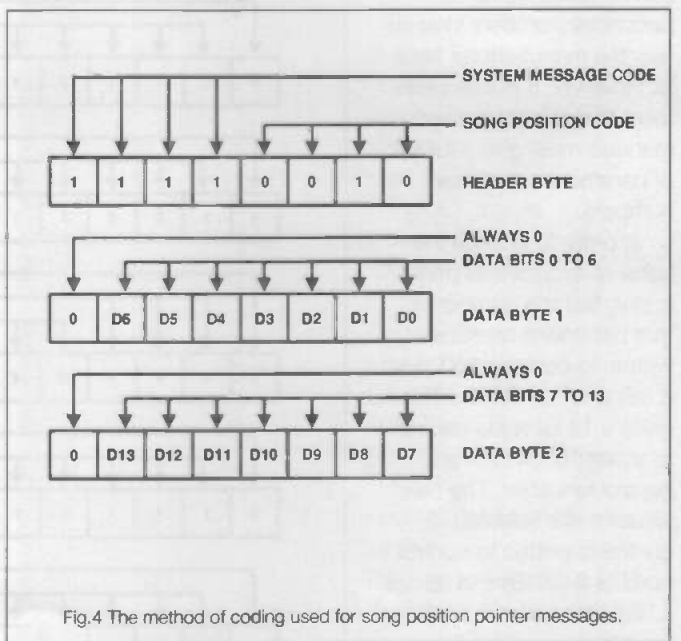 SYSTEM MESSAGE CODE
SONG POSITION CODE
1 1 1 1 0 0 1 0 HEADER BYTE
ALWAYS 0
DATA BITS 0 TO 6
0 D6 D5 D4 D3 D2 D1 D0 DATA BYTE 1
ALWAYS 0
DATA BITS 7 TO 13
0 D13 D12 D11 D10 D9 D8 D7 DATA BYTE 2
Fig.4 The method of coding used for song position pointer messages.